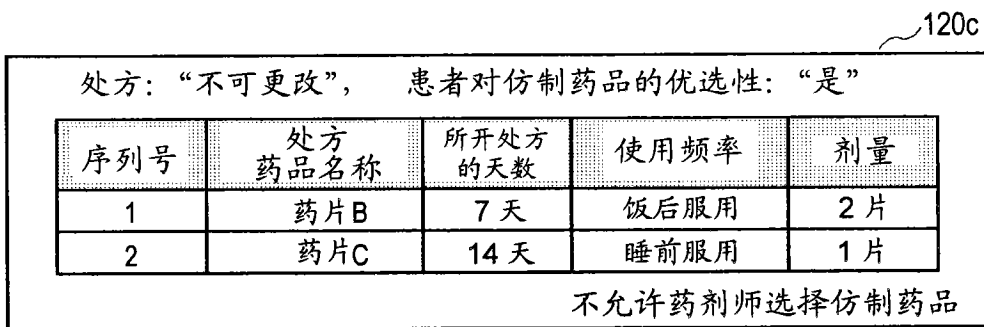 120c
处方：“不可更改”， 患者对仿制药品的优选性：“是”
序列号 处方药品名称 所开处方的天数 使用频率 剂量
1 药片B 7天 饭后服用 2片
2 药片C 14天 睡前服用 1片
不允许药剂师选择仿制药品